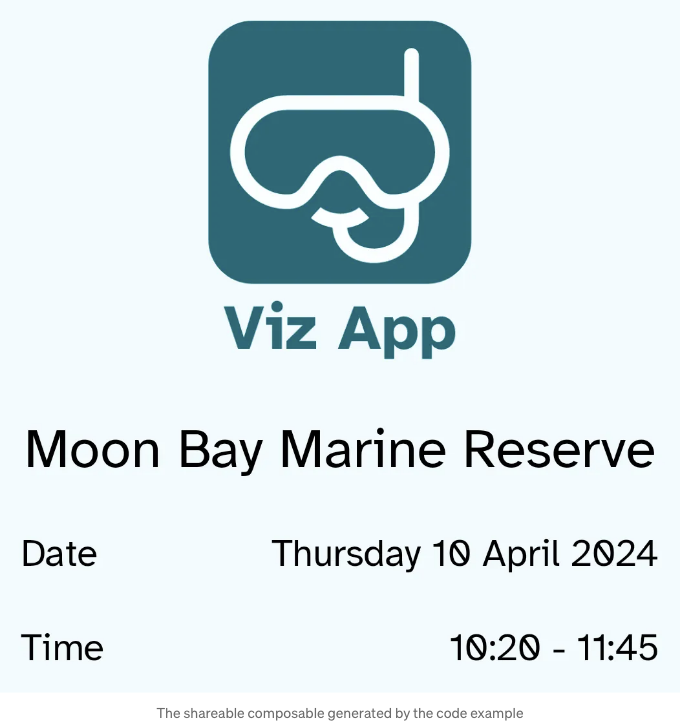 Viz App
Moon Bay Marine Reserve
Date Thursday 10 April 2024
Time 10:20 - 11:45
The shareable composable generated by the code example